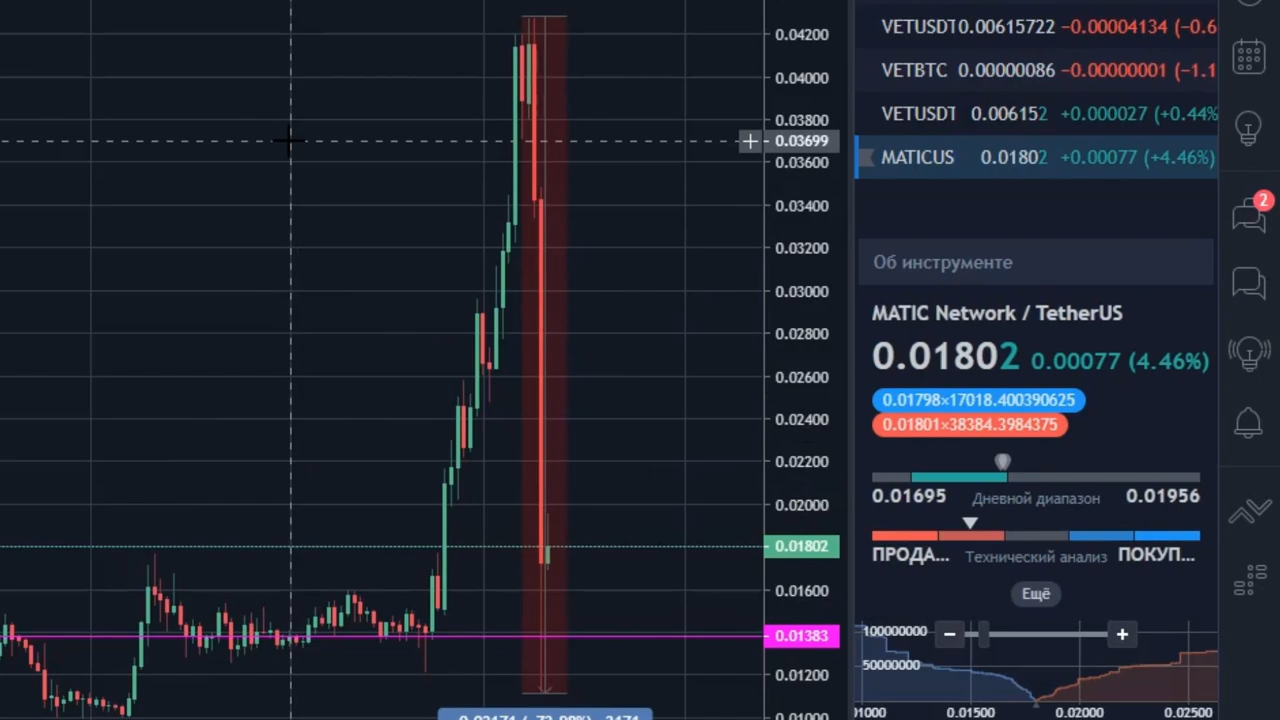 0.04200
0.04000
0.03800
0.03699
0.03600
0.03400
0.03200
0.03000
0.02800
0.02600
0.02400
0.02200
0.02000
0.01802
0.01600
0.01383
0.01200
VETUSDT 0.00615722 −0.00004134 (−0.6
VETBTC 0.00000086 −0.00000001 (−1.1
VETUSDT 0.006152 +0.000027 (+0.44%
MATICUS 0.01802 +0.00077 (+4.46%)
2
Об инструменте
MATIC Network / TetherUS
0.01802 0.00077 (4.46%)
0.01798×17018.400390625
0.01801×38384.3984375
0.01695 Дневной диапазон 0.01956
ПРОДА... Технический анализ ПОКУП...
Ещё
100000000 − +
50000000
0.01500 0.02000 0.02500